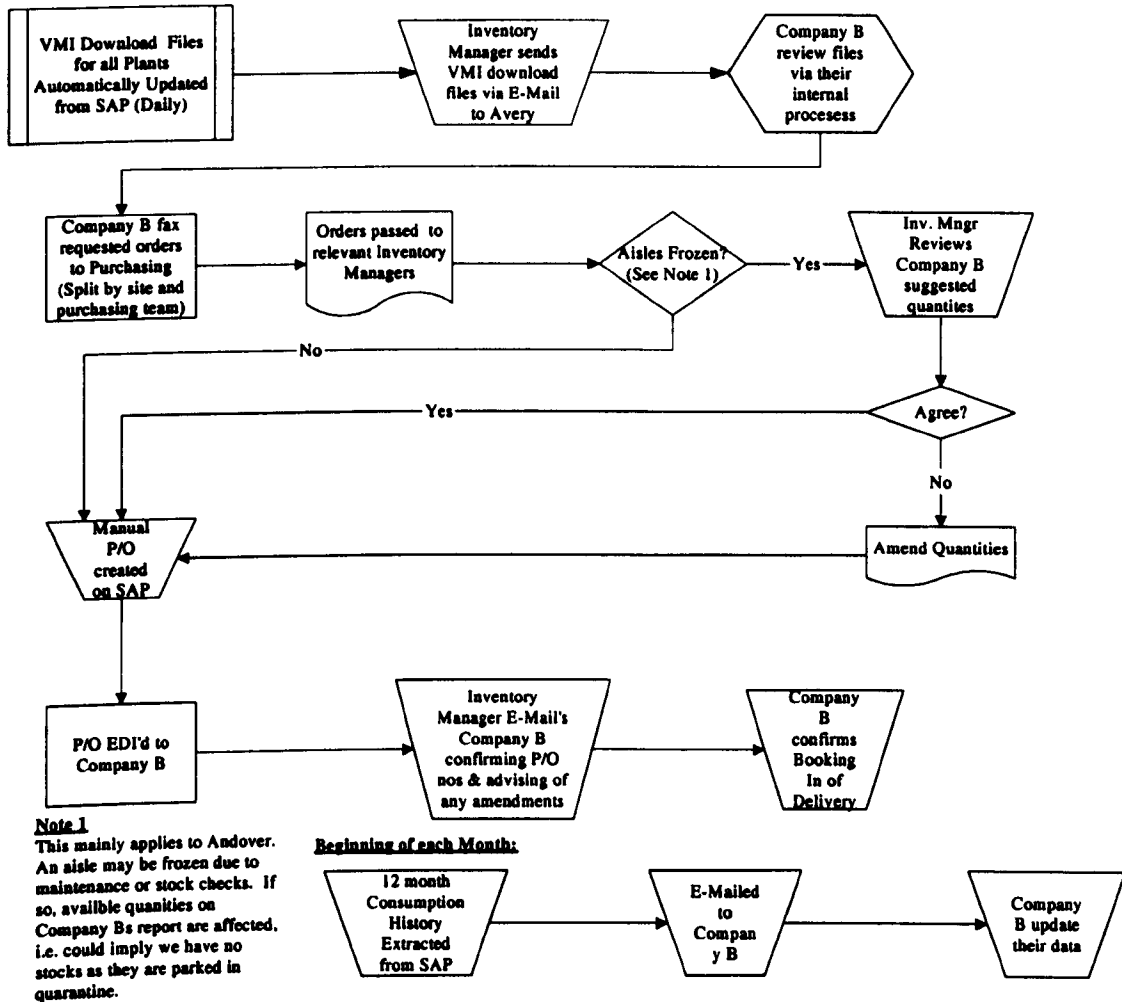 VMI Download Files
for all Plants
Automatically Updated
from SAP (Daily)
Inventory
Manager sends
VMI download
files via E-Mail
to Avery
Company B
review files
via their
internal
procesess
Company B fax
requested orders
to Purchasing
(Split by site and
purchasing team)
Orders passed to
relevant Inventory
Managers
Aisles Frozen?
(See Note 1)
Yes
Inv. Mngr
Reviews
Company B
suggested
quantites
No
Yes
Agree?
No
Manual
P/O
created
on SAP
Amend Quantities
P/O EDI'd to
Company B
Inventory
Manager E-Mail's
Company B
confirming P/O
nos & advising of
any amendments
Company
B
confirms
Booking
In of
Delivery
Note 1
This mainly applies to Andover.
An aisle may be frozen due to
maintenance or stock checks. If
so, availble quanities on
Company Bs report are affected,
i.e. could imply we have no
stocks as they are parked in
quarantine.
Beginning of each Month:
12 month
Consumption
History
Extracted
from SAP
E-Mailed
to
Compan
y B
Company
B update
their data